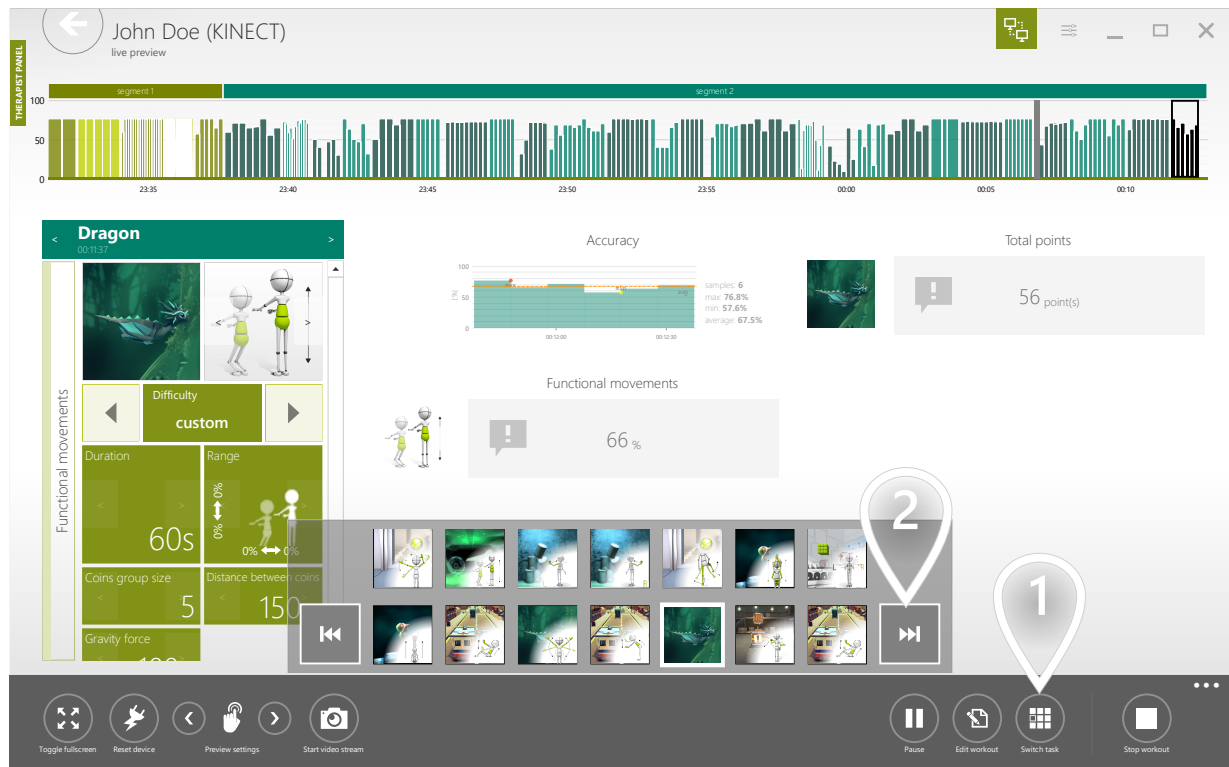 John Doe (KINECT)
live preview
THERAPIST PANEL
segment 1
segment 2
100
50
0
23:35
23:40
23:45
23:50
23:55
00:00
00:05
00:10
< Dragon >
00:11:37
Functional movements
Difficulty
custom
Duration
60s
Range
0% 0%
0% 0%
Coins group size
5
Distance between coins
150
Gravity force
Accuracy
100
50
0
[%]
avg
00:12:00
00:12:30
samples: 6
max: 76.8%
min: 57.6%
average: 67.5%
Total points
56 point(s)
Functional movements
66 %
2
1
Toggle fullscreen
Reset device
Preview settings
Start video stream
Pause
Edit workout
Switch task
Stop workout